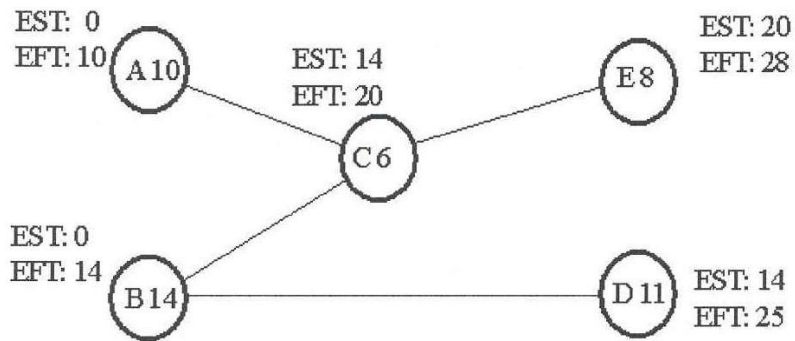 EST: 0
EFT: 10
A 10
EST: 14
EFT: 20
C 6
EST: 20
EFT: 28
E 8
EST: 0
EFT: 14
B 14
D 11
EST: 14
EFT: 25